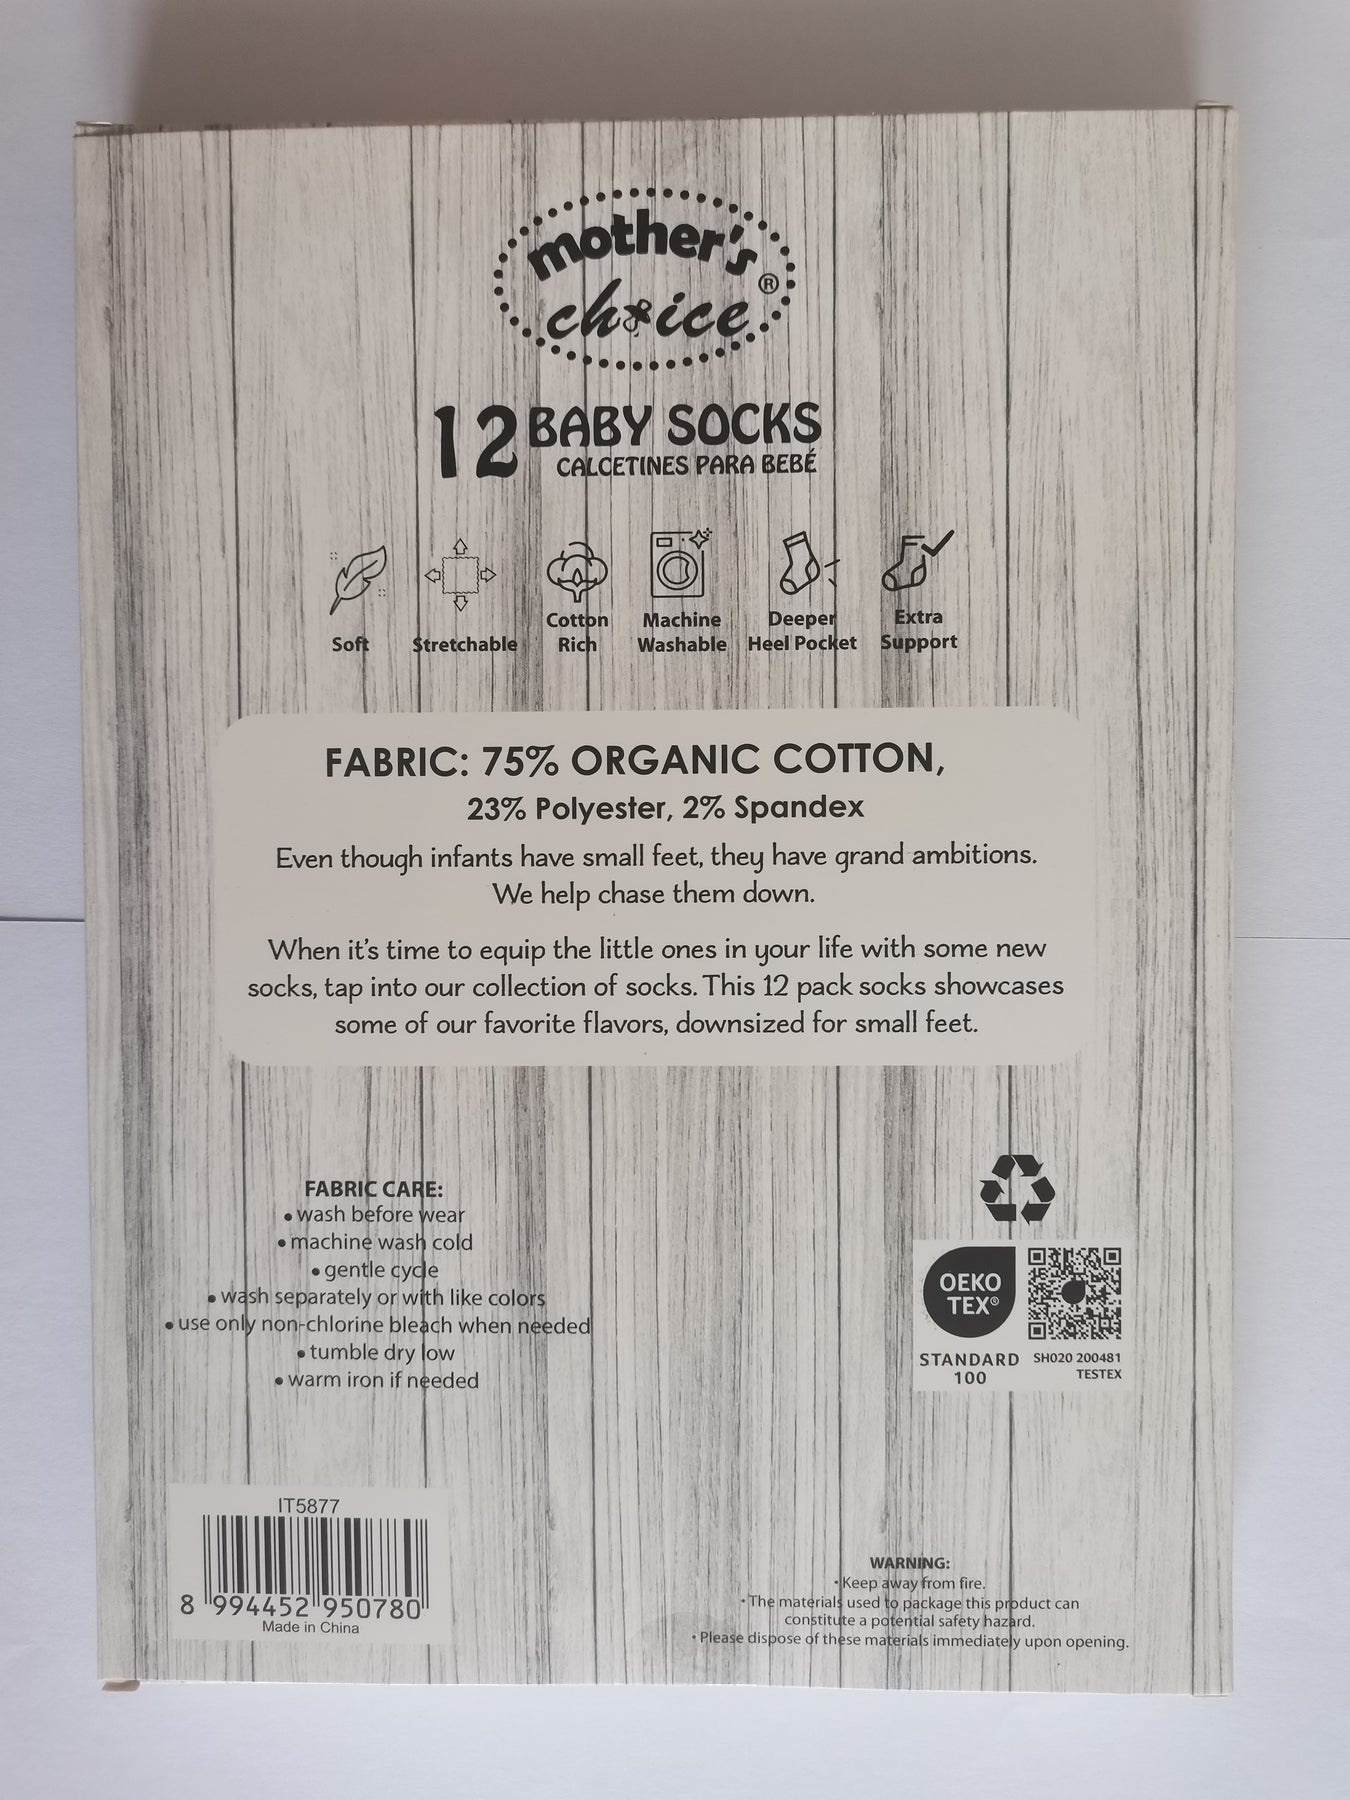 mother's
choice®
12 BABY SOCKS
CALCETINES PARA BEBÉ
Soft
Stretchable
Cotton
Rich
Machine
Washable
Deeper
Heel Pocket
Extra
Support
FABRIC: 75% ORGANIC COTTON,
23% Polyester, 2% Spandex
Even though infants have small feet, they have grand ambitions.
We help chase them down.
When it's time to equip the little ones in your life with some new
socks, tap into our collection of socks. This 12 pack socks showcases
some of our favorite flavors, downsized for small feet.
FABRIC CARE:
• wash before wear
• machine wash cold
• gentle cycle
• wash separately or with like colors
• use only non-chlorine bleach when needed
• tumble dry low
• warm iron if needed
OEKO
TEX®
STANDARD
100
SH020 200481
TESTEX
IT5877
8 994452 950780
Made in China
WARNING:
• Keep away from fire.
• The materials used to package this product can
constitute a potential safety hazard.
• Please dispose of these materials immediately upon opening.